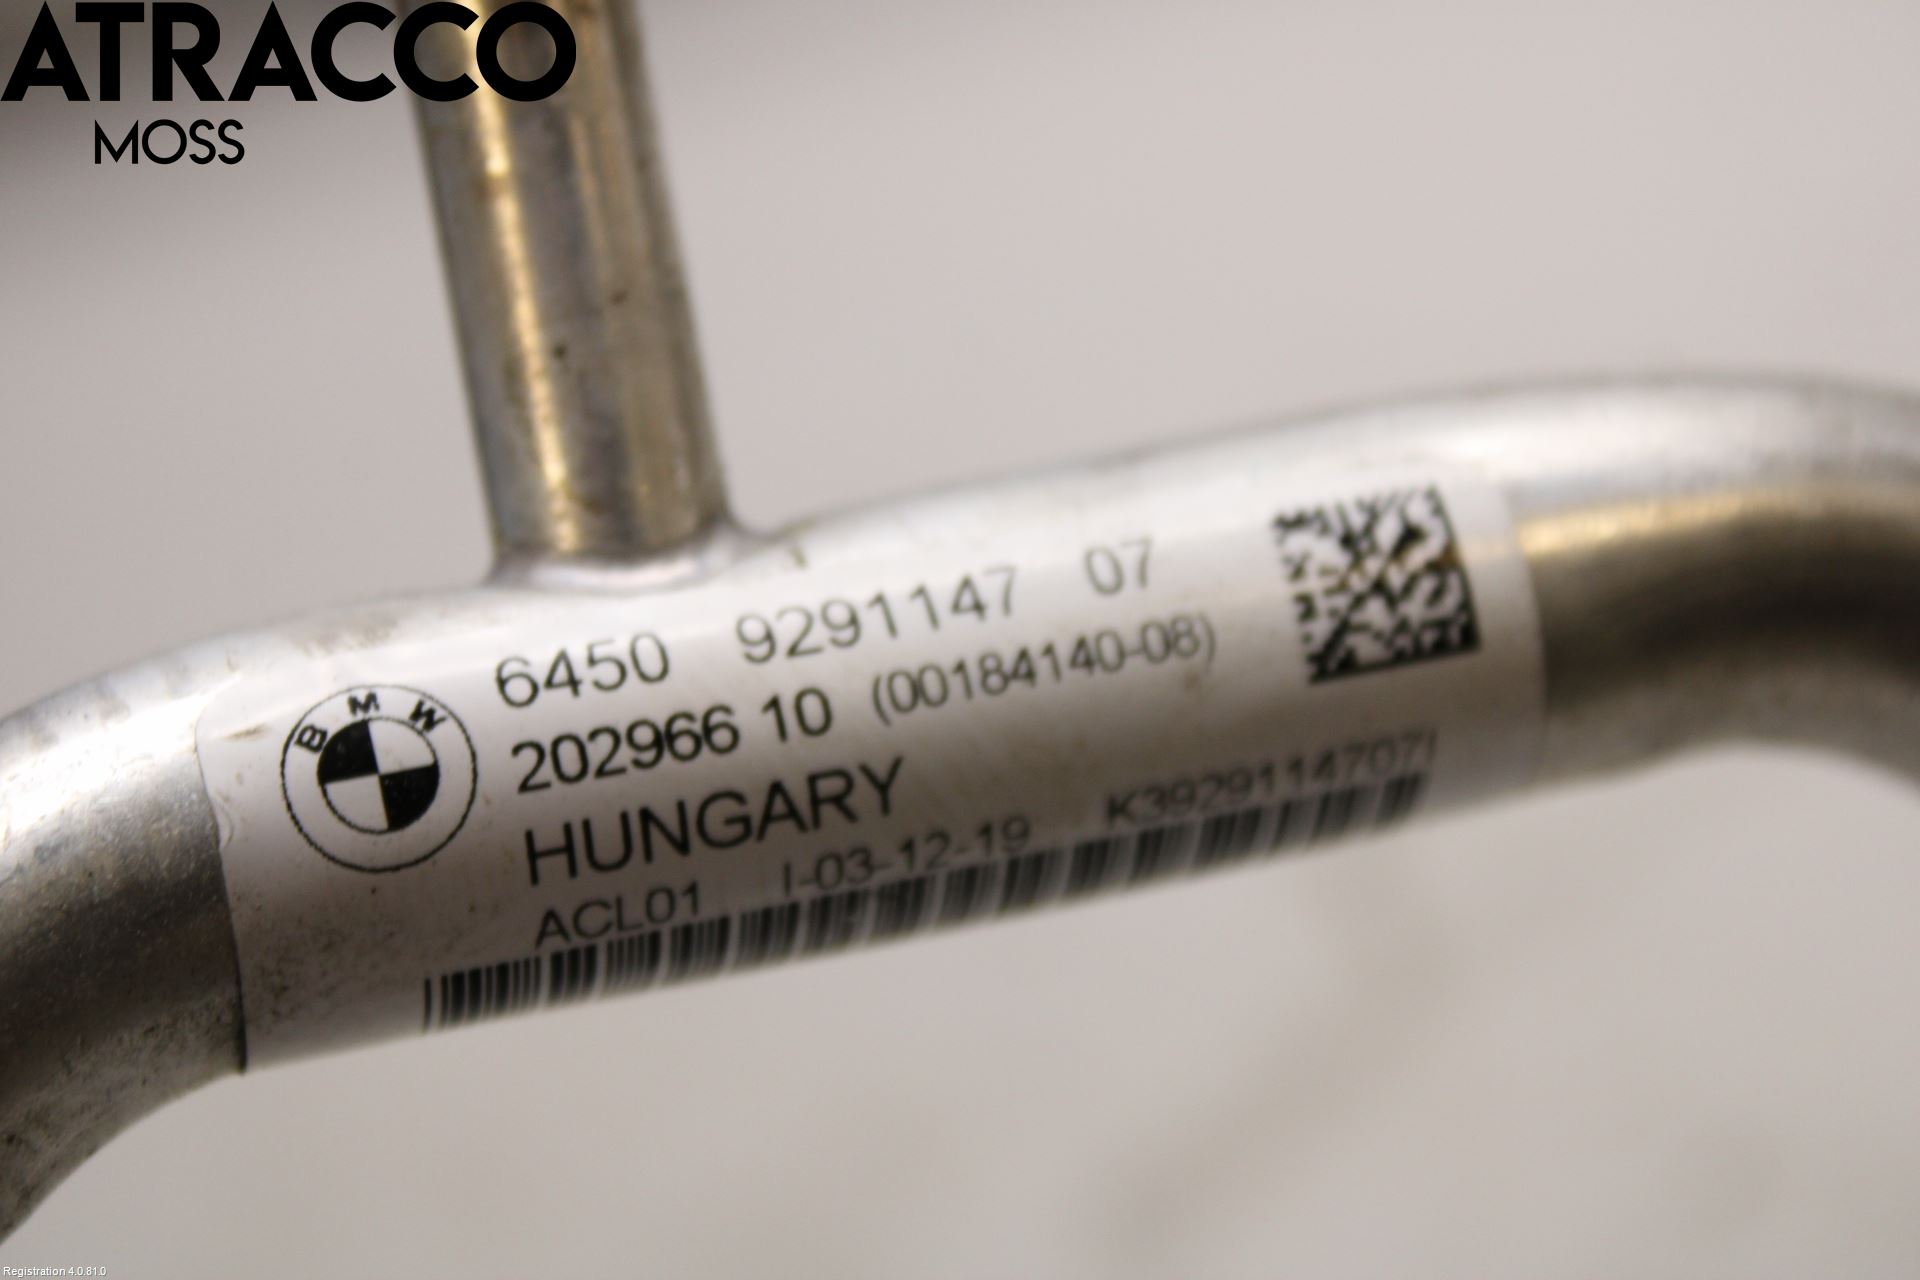 ATRACCO
MOSS
BMW
6450 9291147 07
202966 10 (00184140-08)
HUNGARY
ACL01 I-03-12-19 K3929114707I
Registration 4.0.81.0